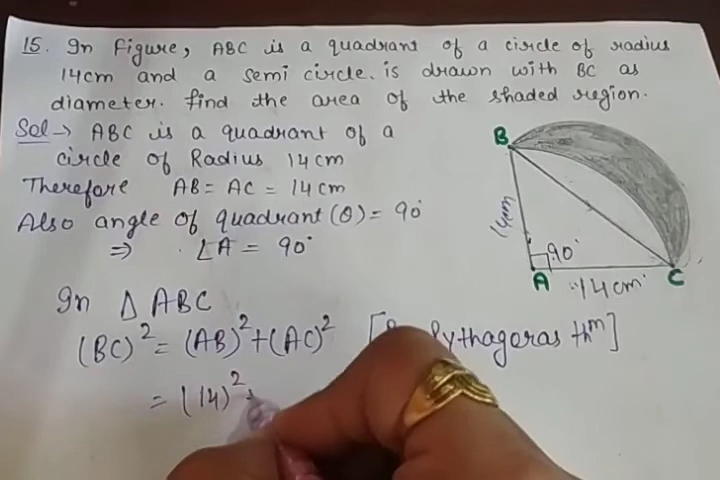 15. In Figure, ABC is a quadrant of a circle of radius
14cm and a semi circle is drawn with BC as
diameter. find the area of the shaded region.
Sol → ABC is a quadrant of a
circle of Radius 14 cm
Therefore AB = AC = 14 cm
Also angle of quadrant (θ) = 90°
⇒ ∠A = 90°
B
14cm
90°
A
14cm
C
In Δ ABC
(BC)² = (AB)² + (AC)² [ Pythagoras thm]
= (14)² +